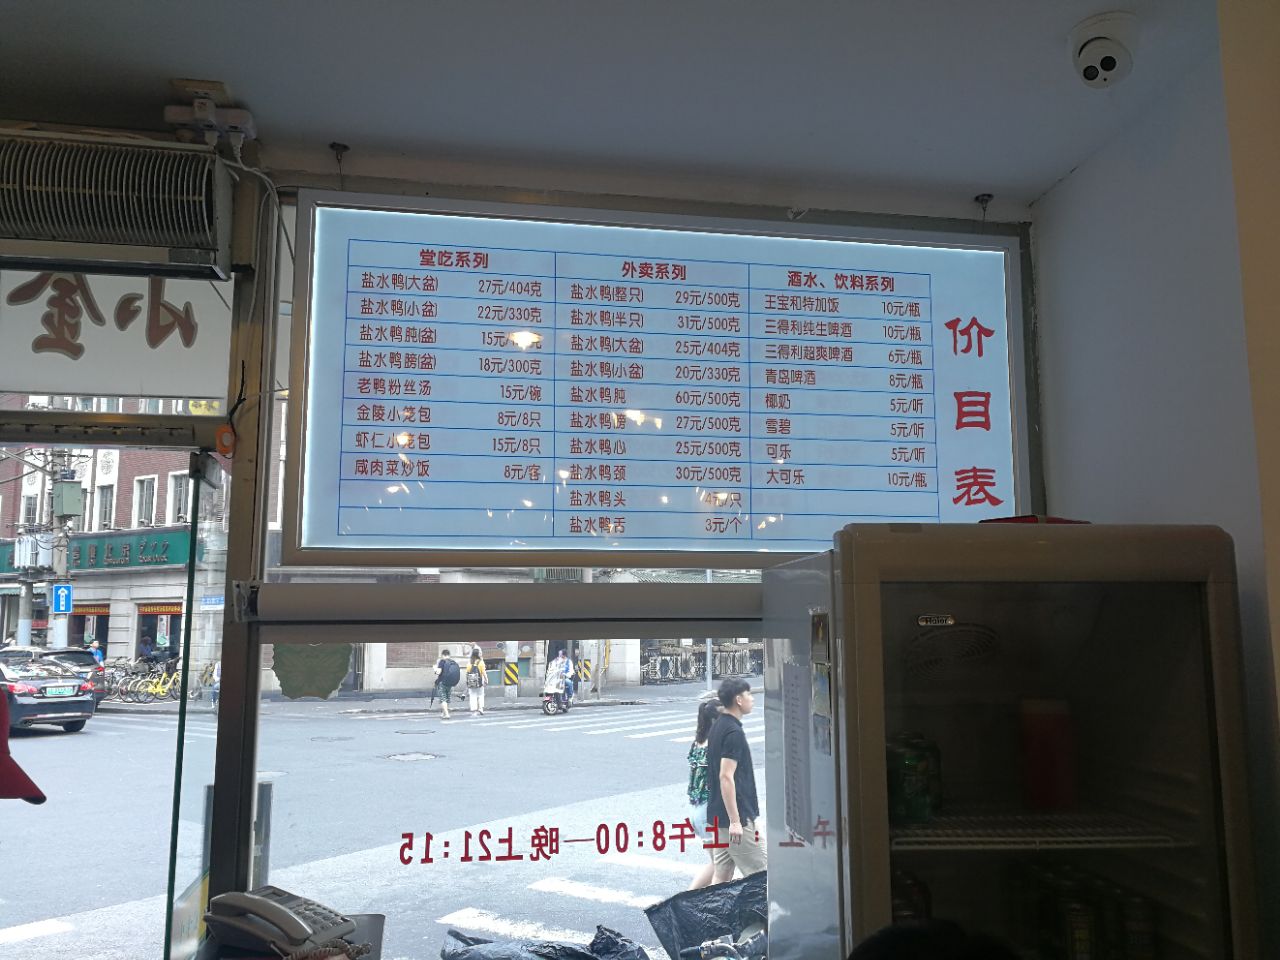 小金
堂吃系列
盐水鸭(大盆) 27元/404克
盐水鸭(小盆) 22元/330克
盐水鸭肫(盆) 15元
盐水鸭膀(盆) 18元/300克
老鸭粉丝汤 15元/碗
金陵小笼包 8元/8只
虾仁小笼包 15元/8只
咸肉菜炒饭 8元/客
外卖系列
盐水鸭(整只) 29元/500克
盐水鸭(半只) 31元/500克
盐水鸭(大盆) 25元/404克
盐水鸭(小盆) 20元/330克
盐水鸭肫 60元/500克
盐水鸭膀 27元/500克
盐水鸭心 25元/500克
盐水鸭颈 30元/500克
盐水鸭头 4元/只
盐水鸭舌 3元/个
酒水、饮料系列
王宝和特加饭 10元/瓶
三得利纯生啤酒 10元/瓶
三得利超爽啤酒 6元/瓶
青岛啤酒 8元/瓶
椰奶 5元/听
雪碧 5元/听
可乐 5元/听
大可乐 10元/瓶
价目表
Haier
上午8:00—晚上21:15